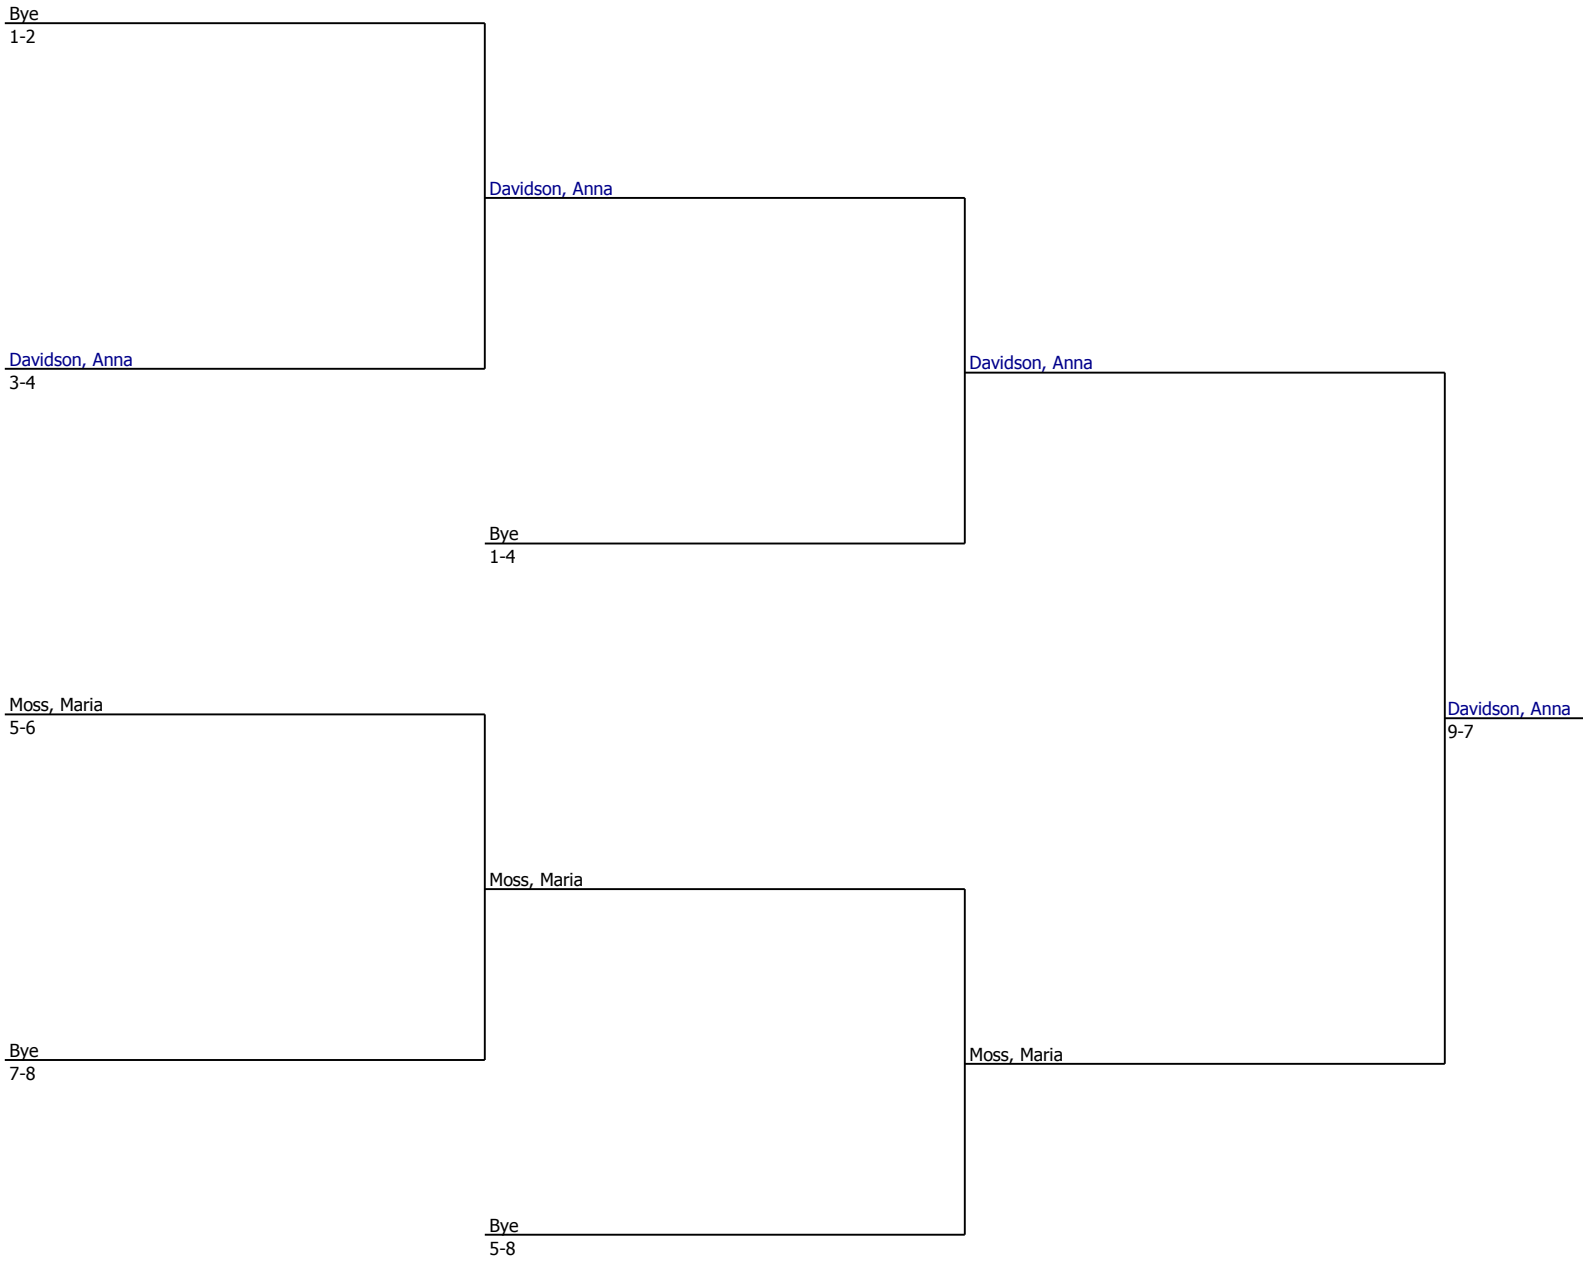 Bye
1-2
Davidson, Anna
Davidson, Anna
3-4
Davidson, Anna
Bye
1-4
Moss, Maria
5-6
Davidson, Anna
9-7
Moss, Maria
Bye
7-8
Moss, Maria
Bye
5-8